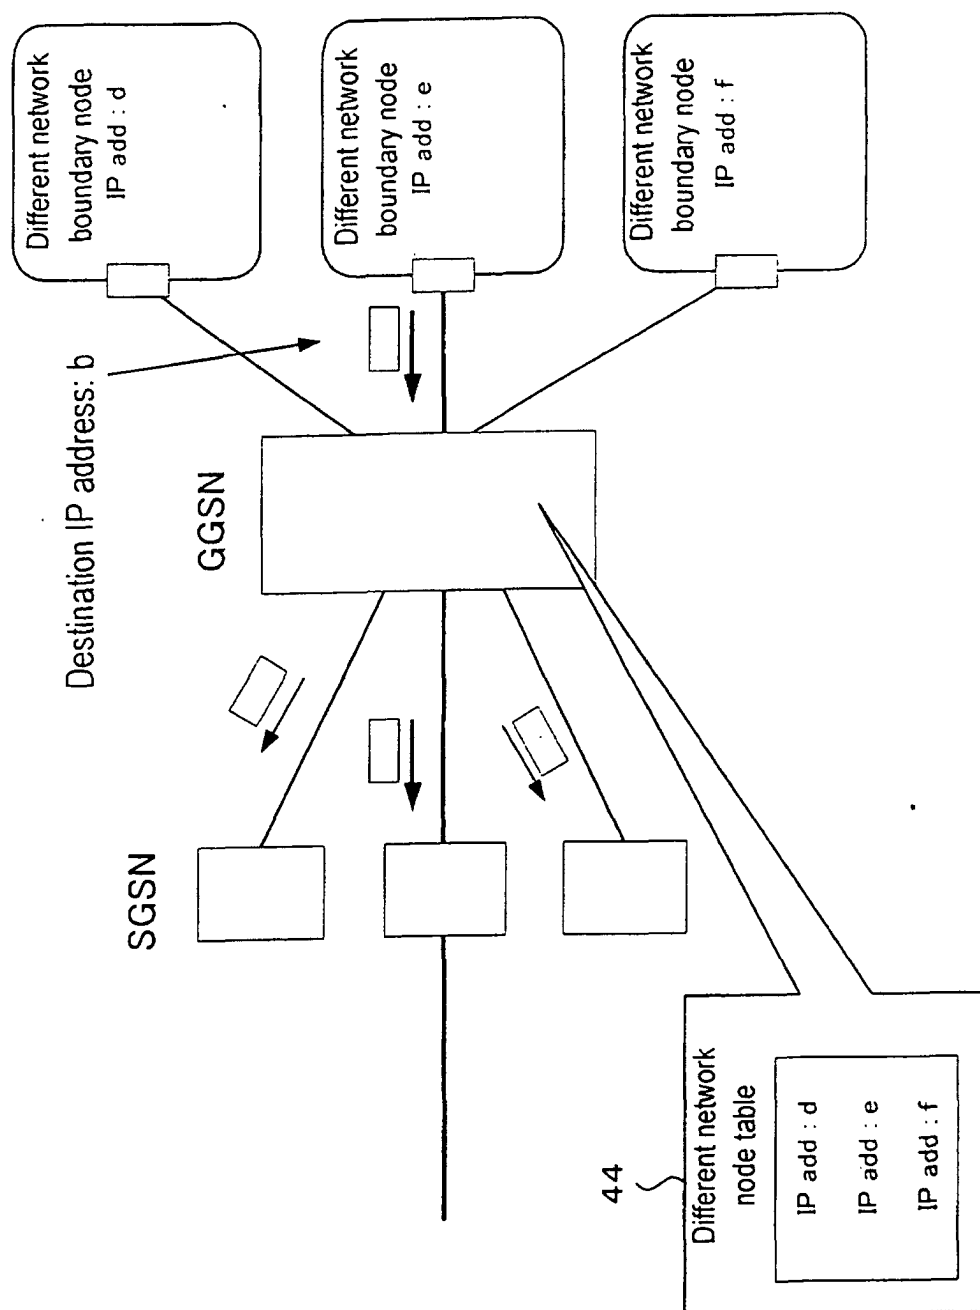 Different network
boundary node
IP add : d
Different network
boundary node
IP add : e
Different network
boundary node
IP add : f
Destination IP address: b
GGSN
SGSN
44
Different network
node table
IP add : d
IP add : e
IP add : f